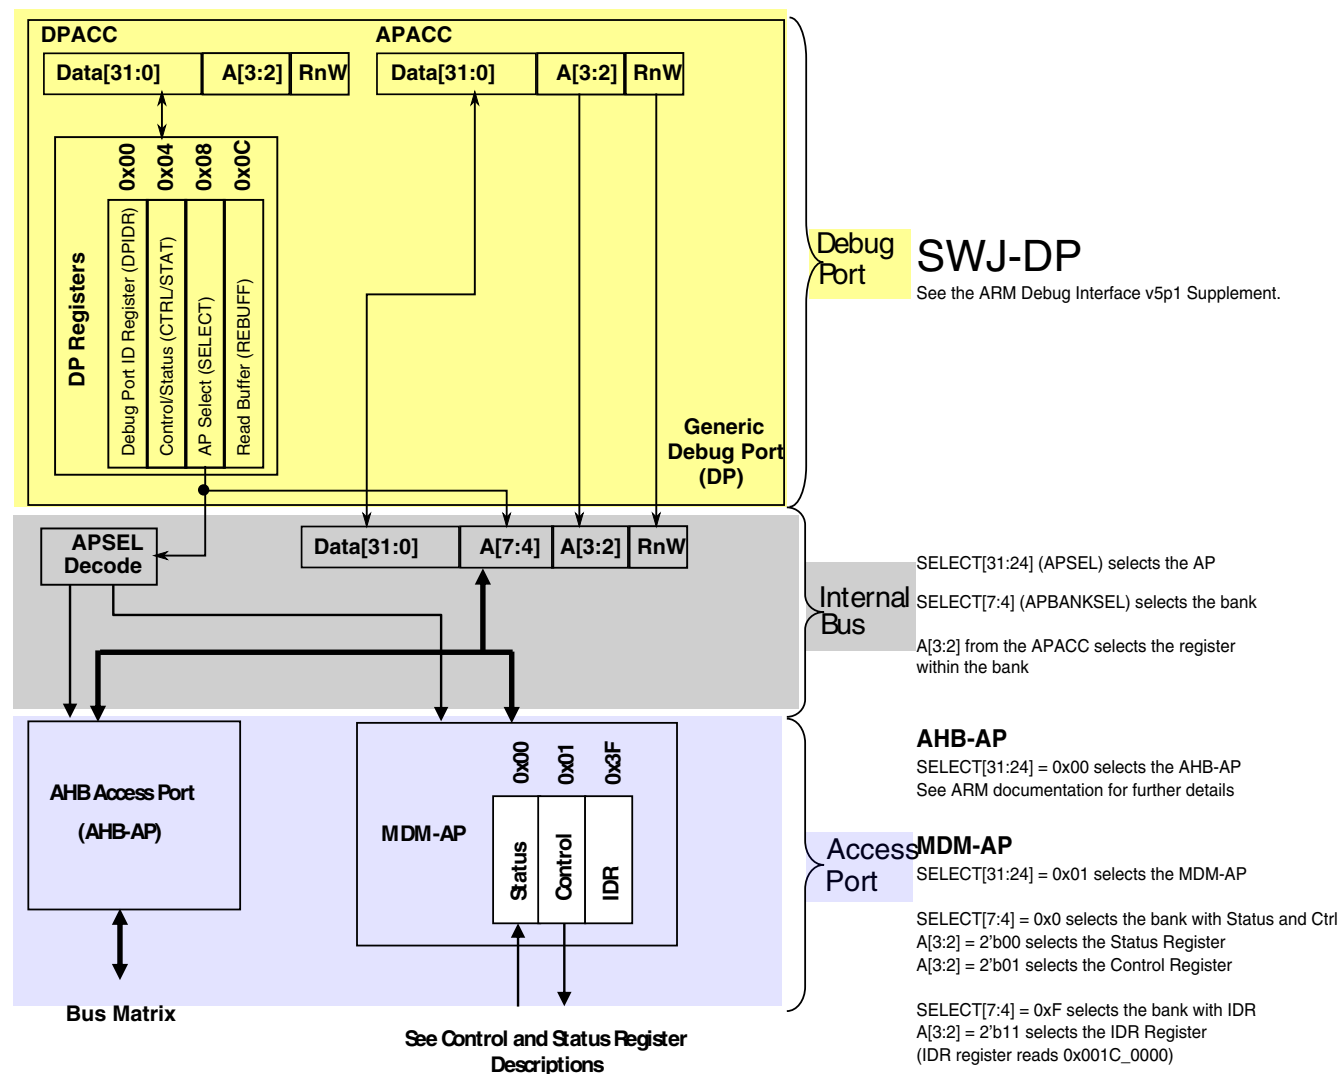 DPACC
APACC
Data[31:0] A[3:2] RnW
Data[31:0] A[3:2] RnW
0x00
0x04
0x08
0x0C
DP Registers
Debug Port ID Register (DPIDR)
Control/Status (CTRL/STAT)
AP Select (SELECT)
Read Buffer (REBUFF)
Generic
Debug Port
(DP)
Debug
Port
SWJ-DP
See the ARM Debug Interface v5p1 Supplement.
APSEL
Decode
Data[31:0] A[7:4] A[3:2] RnW
Internal
Bus
SELECT[31:24] (APSEL) selects the AP
SELECT[7:4] (APBANKSEL) selects the bank
A[3:2] from the APACC selects the register
within the bank
AHB Access Port
(AHB-AP)
Bus Matrix
MDM-AP
0x00
0x01
0x3F
Status
Control
IDR
See Control and Status Register
Descriptions
Access
Port
AHB-AP
SELECT[31:24] = 0x00 selects the AHB-AP
See ARM documentation for further details
MDM-AP
SELECT[31:24] = 0x01 selects the MDM-AP
SELECT[7:4] = 0x0 selects the bank with Status and Ctrl
A[3:2] = 2'b00 selects the Status Register
A[3:2] = 2'b01 selects the Control Register
SELECT[7:4] = 0xF selects the bank with IDR
A[3:2] = 2'b11 selects the IDR Register
(IDR register reads 0x001C_0000)